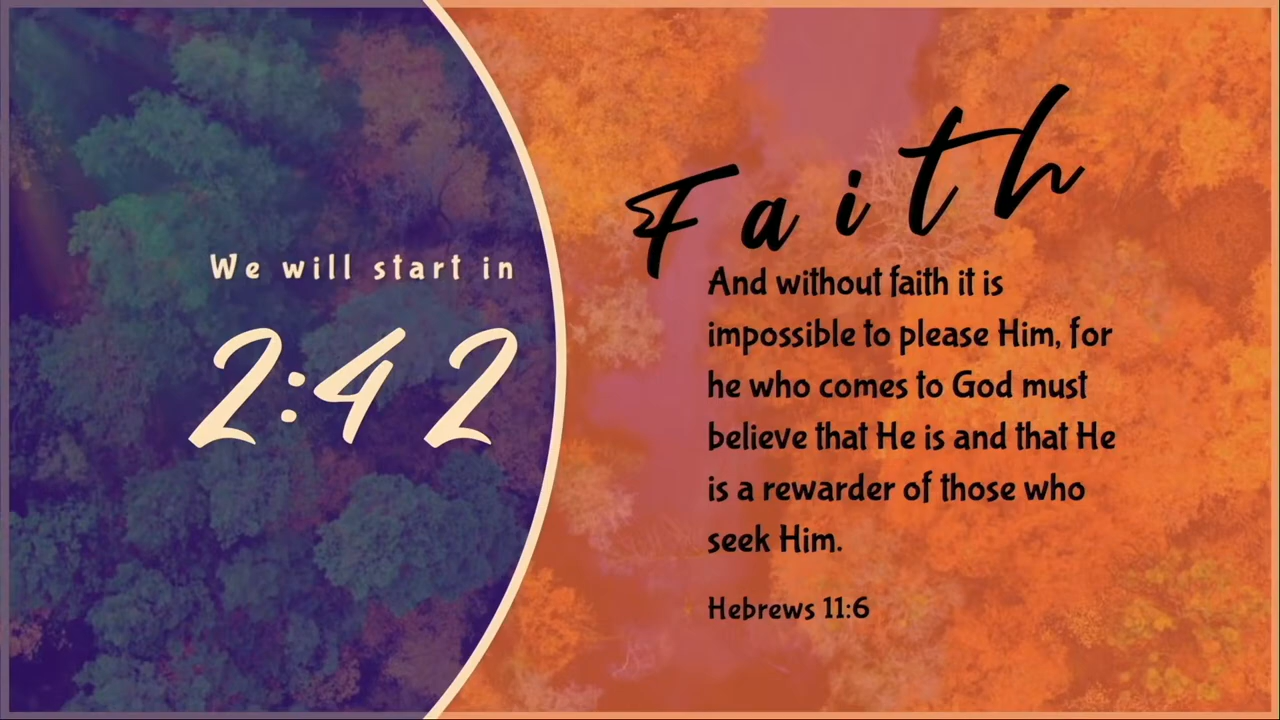 We will start in
2:42
Faith
And without faith it is
impossible to please Him, for
he who comes to God must
believe that He is and that He
is a rewarder of those who
seek Him.
Hebrews 11:6